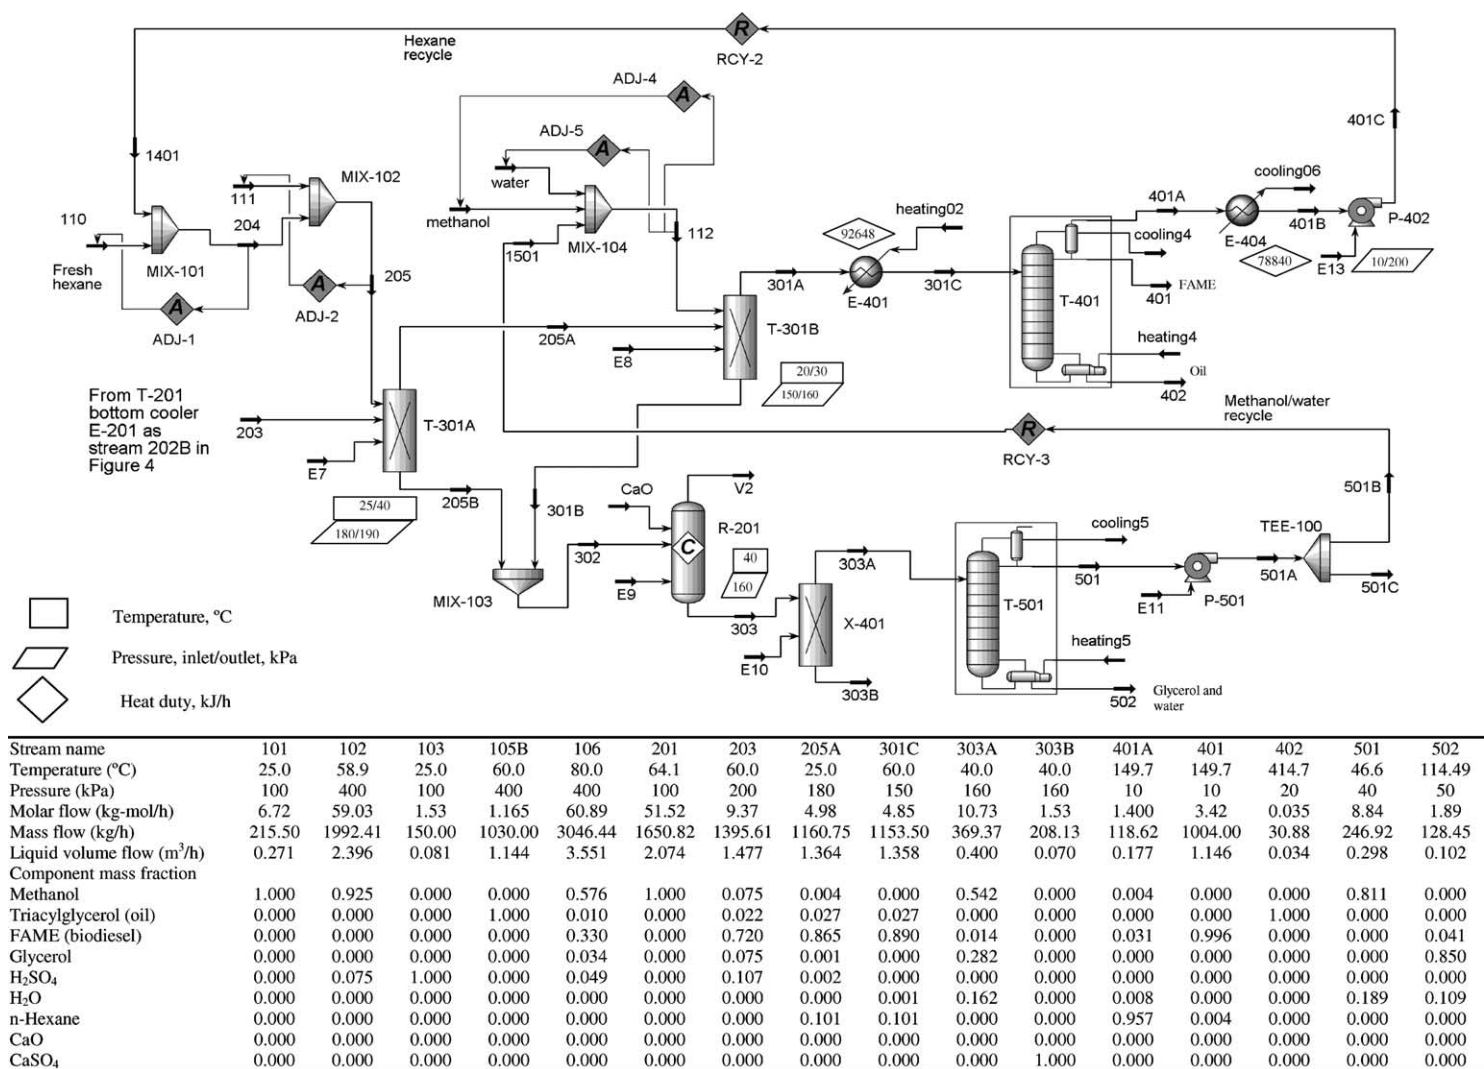 R
RCY-2
Hexane
recycle
ADJ-4
A
ADJ-5
A
401C
1401
MIX-102
water
cooling06
111
methanol
401A
P-402
110
204
MIX-104
112
92648
heating02
401B
E-404
cooling4
Fresh
hexane
MIX-101
1501
E13
78840
10/200
205
301A
E-401
301C
T-401
401
FAME
A
ADJ-2
A
ADJ-1
205A
T-301B
E8
heating4
Oil
402
20/30
150/160
From T-201
bottom cooler
E-201 as
stream 202B in
Figure 4
203
T-301A
Methanol/water
recycle
R
RCY-3
E7
205B
25/40
180/190
301B
CaO
V2
R-201
C
501B
TEE-100
cooling5
302
40
160
303A
501
501A
501C
MIX-103
E9
T-501
E11
P-501
303
X-401
E10
heating5
303B
502
Glycerol and
water
Temperature, ºC
Pressure, inlet/outlet, kPa
Heat duty, kJ/h
Stream name 101 102 103 105B 106 201 203 205A 301C 303A 303B 401A 401 402 501 502
Temperature (ºC) 25.0 58.9 25.0 60.0 80.0 64.1 60.0 25.0 60.0 40.0 40.0 149.7 149.7 414.7 46.6 114.49
Pressure (kPa) 100 400 100 400 400 100 200 180 150 160 160 10 10 20 40 50
Molar flow (kg-mol/h) 6.72 59.03 1.53 1.165 60.89 51.52 9.37 4.98 4.85 10.73 1.53 1.400 3.42 0.035 8.84 1.89
Mass flow (kg/h) 215.50 1992.41 150.00 1030.00 3046.44 1650.82 1395.61 1160.75 1153.50 369.37 208.13 118.62 1004.00 30.88 246.92 128.45
Liquid volume flow (m³/h) 0.271 2.396 0.081 1.144 3.551 2.074 1.477 1.364 1.358 0.400 0.070 0.177 1.146 0.034 0.298 0.102
Component mass fraction
Methanol 1.000 0.925 0.000 0.000 0.576 1.000 0.075 0.004 0.000 0.542 0.000 0.004 0.000 0.000 0.811 0.000
Triacylglycerol (oil) 0.000 0.000 0.000 1.000 0.010 0.000 0.022 0.027 0.027 0.000 0.000 0.000 0.000 1.000 0.000 0.000
FAME (biodiesel) 0.000 0.000 0.000 0.000 0.330 0.000 0.720 0.865 0.890 0.014 0.000 0.031 0.996 0.000 0.000 0.041
Glycerol 0.000 0.000 0.000 0.000 0.034 0.000 0.075 0.001 0.000 0.282 0.000 0.000 0.000 0.000 0.000 0.850
H₂SO₄ 0.000 0.075 1.000 0.000 0.049 0.000 0.107 0.002 0.000 0.000 0.000 0.000 0.000 0.000 0.000 0.000
H₂O 0.000 0.000 0.000 0.000 0.000 0.000 0.000 0.000 0.001 0.162 0.000 0.008 0.000 0.000 0.189 0.109
n-Hexane 0.000 0.000 0.000 0.000 0.000 0.000 0.000 0.101 0.101 0.000 0.000 0.957 0.004 0.000 0.000 0.000
CaO 0.000 0.000 0.000 0.000 0.000 0.000 0.000 0.000 0.000 0.000 0.000 0.000 0.000 0.000 0.000 0.000
CaSO₄ 0.000 0.000 0.000 0.000 0.000 0.000 0.000 0.000 0.000 0.000 1.000 0.000 0.000 0.000 0.000 0.000